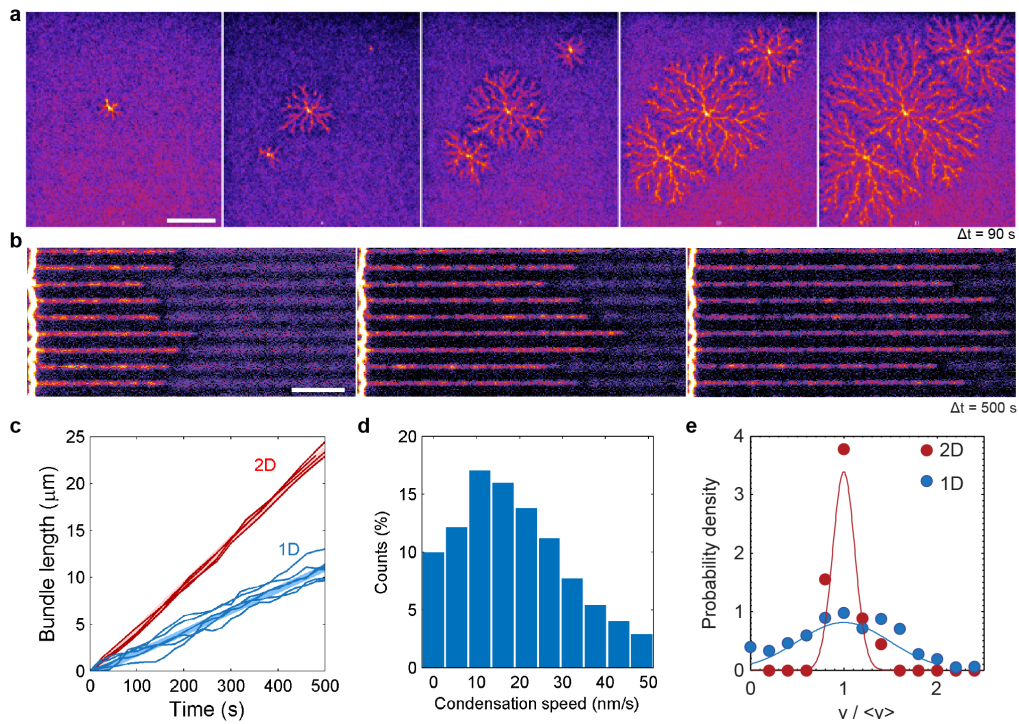 a
Δt = 90 s
b
Δt = 500 s
c
25
20
15
10
5
0
Bundle length (μm)
2D
1D
0 100 200 300 400 500
Time (s)
d
20
15
10
5
0
Counts (%)
0 10 20 30 40 50
Condensation speed (nm/s)
e
4
3
2
1
0
Probability density
2D
1D
0 1 2
v / <v>